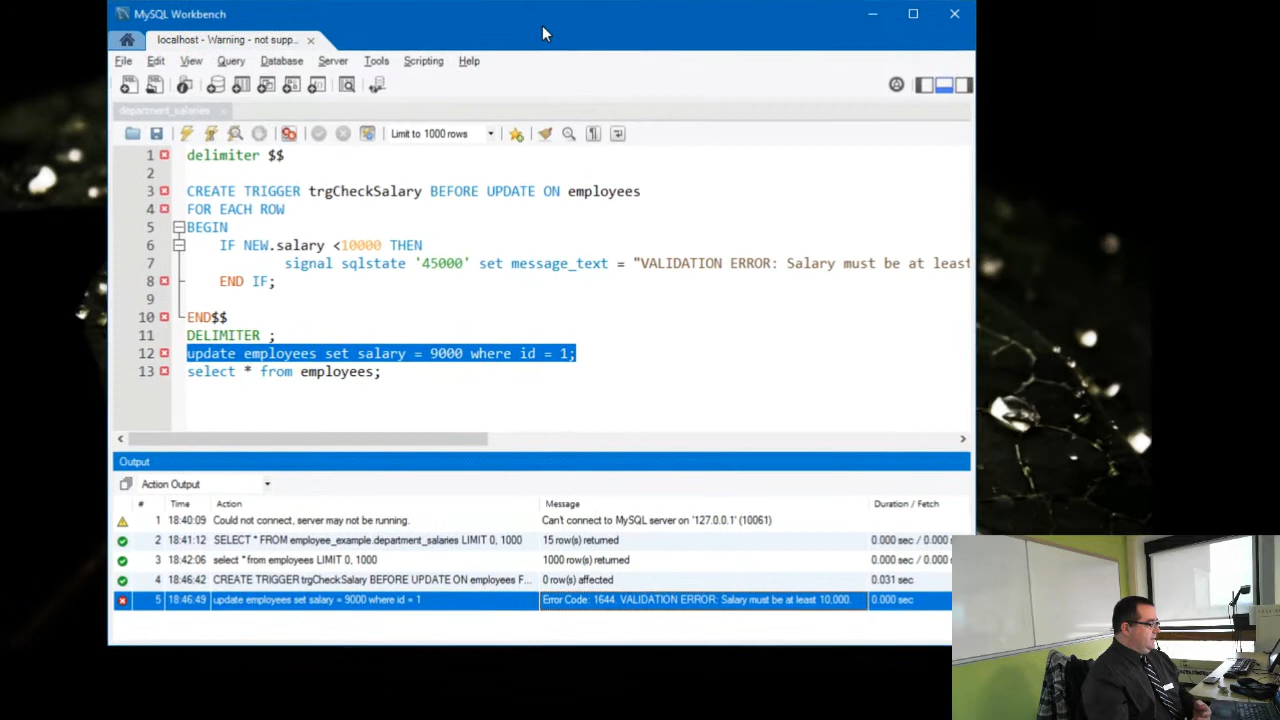 MySQL Workbench
localhost - Warning - not supp..
File Edit View Query Database Server Tools Scripting Help
department_salaries
Limit to 1000 rows
1 delimiter $$
2
3 CREATE TRIGGER trgCheckSalary BEFORE UPDATE ON employees
4 FOR EACH ROW
5 BEGIN
6 IF NEW.salary <10000 THEN
7 signal sqlstate '45000' set message_text = "VALIDATION ERROR: Salary must be at least
8 END IF;
9
10 END$$
11 DELIMITER ;
12 update employees set salary = 9000 where id = 1;
13 select * from employees;
Output
Action Output
# Time Action Message Duration / Fetch
1 18:40:09 Could not connect, server may not be running. Can't connect to MySQL server on '127.0.0.1' (10061)
2 18:41:12 SELECT * FROM employee_example.department_salaries LIMIT 0, 1000 15 row(s) returned 0.000 sec / 0.000
3 18:42:06 select * from employees LIMIT 0, 1000 1000 row(s) returned 0.000 sec / 0.000
4 18:46:42 CREATE TRIGGER trgCheckSalary BEFORE UPDATE ON employees F... 0 row(s) affected 0.031 sec
5 18:46:49 update employees set salary = 9000 where id = 1 Error Code: 1644. VALIDATION ERROR: Salary must be at least 10,000. 0.000 sec